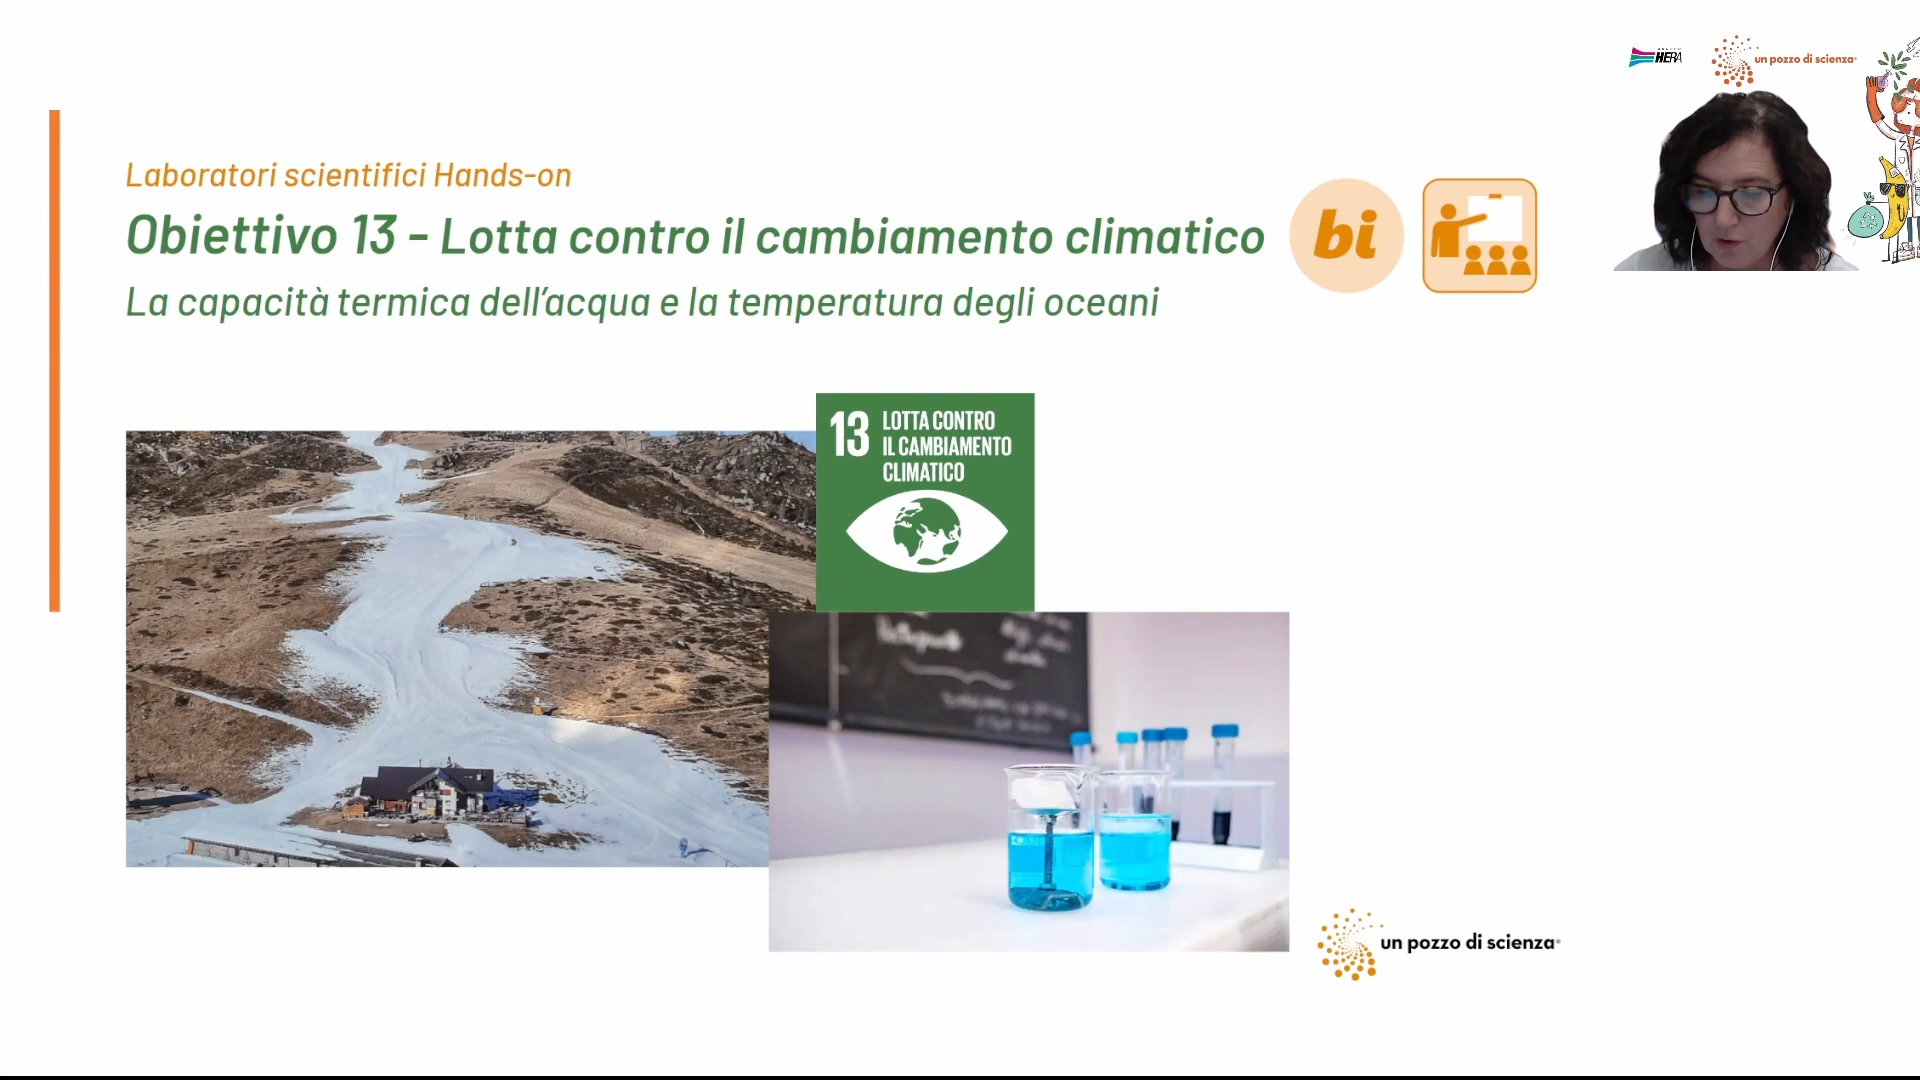 HERA
un pozzo di scienza
Laboratori scientifici Hands-on
Obiettivo 13 - Lotta contro il cambiamento climatico
bi
La capacità termica dell'acqua e la temperatura degli oceani
13 LOTTA CONTRO
IL CAMBIAMENTO
CLIMATICO
un pozzo di scienza